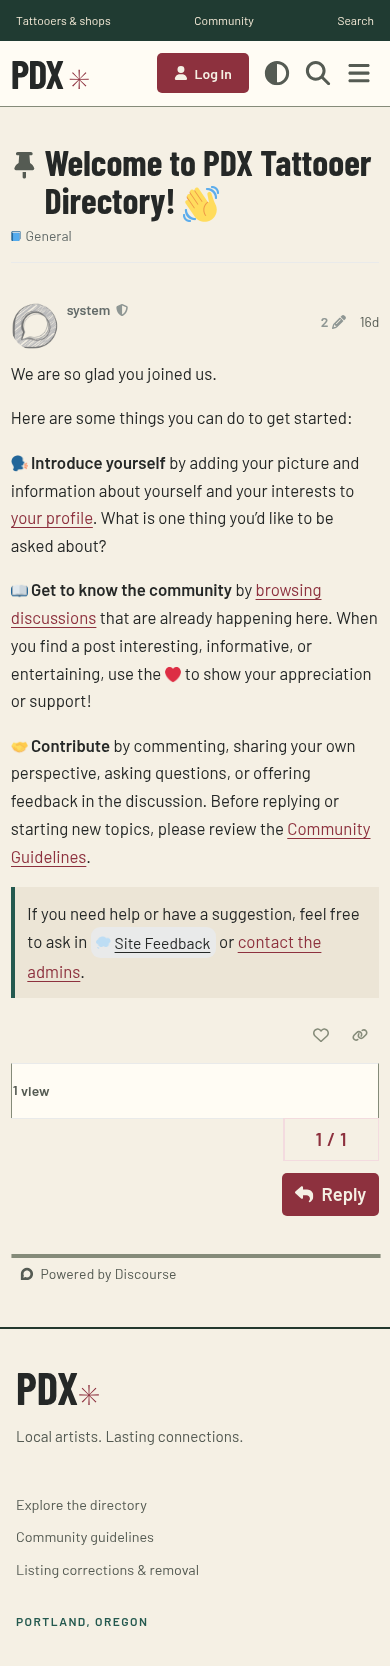 Tattooers & shops Community Search
PDX Log In
Welcome to PDX Tattooer
Directory! 👋
General
system
2 16d
We are so glad you joined us.
Here are some things you can do to get started:
🗣️ Introduce yourself by adding your picture and
information about yourself and your interests to
your profile. What is one thing you’d like to be
asked about?
📖 Get to know the community by browsing
discussions that are already happening here. When
you find a post interesting, informative, or
entertaining, use the ❤️ to show your appreciation
or support!
🤝 Contribute by commenting, sharing your own
perspective, asking questions, or offering
feedback in the discussion. Before replying or
starting new topics, please review the Community
Guidelines.
If you need help or have a suggestion, feel free
to ask in Site Feedback or contact the
admins.
1 view
1 / 1
Reply
Powered by Discourse
PDX
Local artists. Lasting connections.
Explore the directory
Community guidelines
Listing corrections & removal
PORTLAND, OREGON